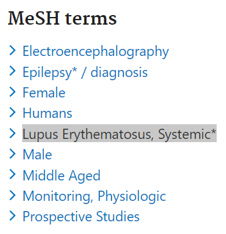 MeSH terms
Electroencephalography
Epilepsy* / diagnosis
Female
Humans
Lupus Erythematosus, Systemic*
Male
Middle Aged
Monitoring, Physiologic
Prospective Studies